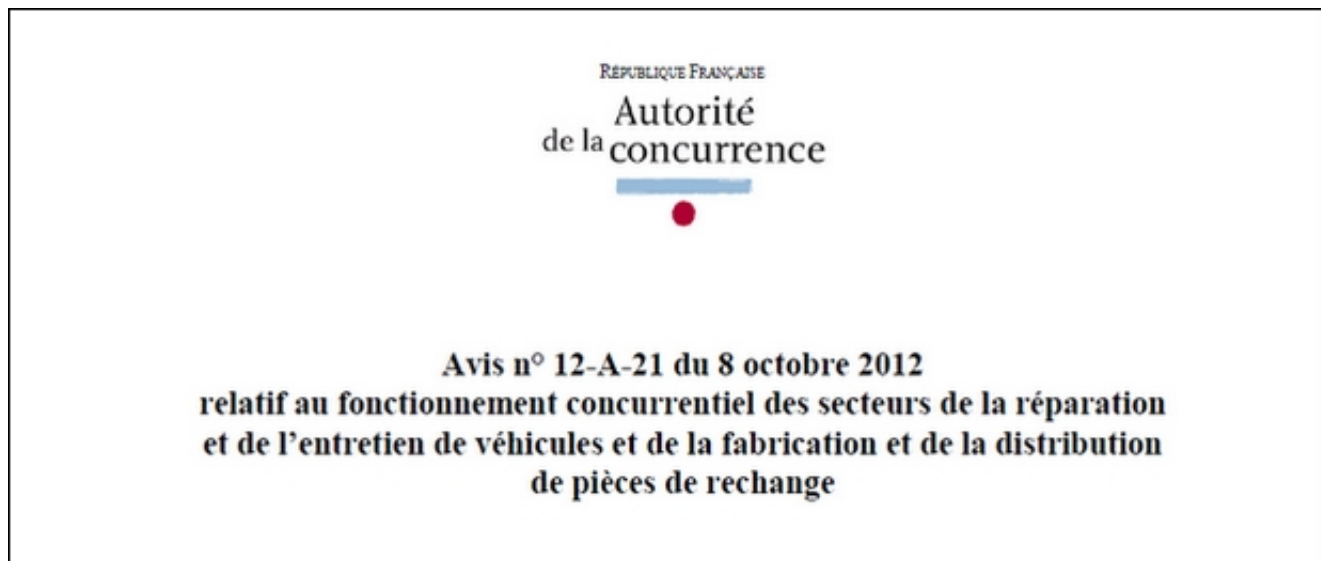 RÉPUBLIQUE FRANÇAISE
Autorité
de la concurrence
Avis n° 12-A-21 du 8 octobre 2012
relatif au fonctionnement concurrentiel des secteurs de la réparation
et de l’entretien de véhicules et de la fabrication et de la distribution
de pièces de rechange